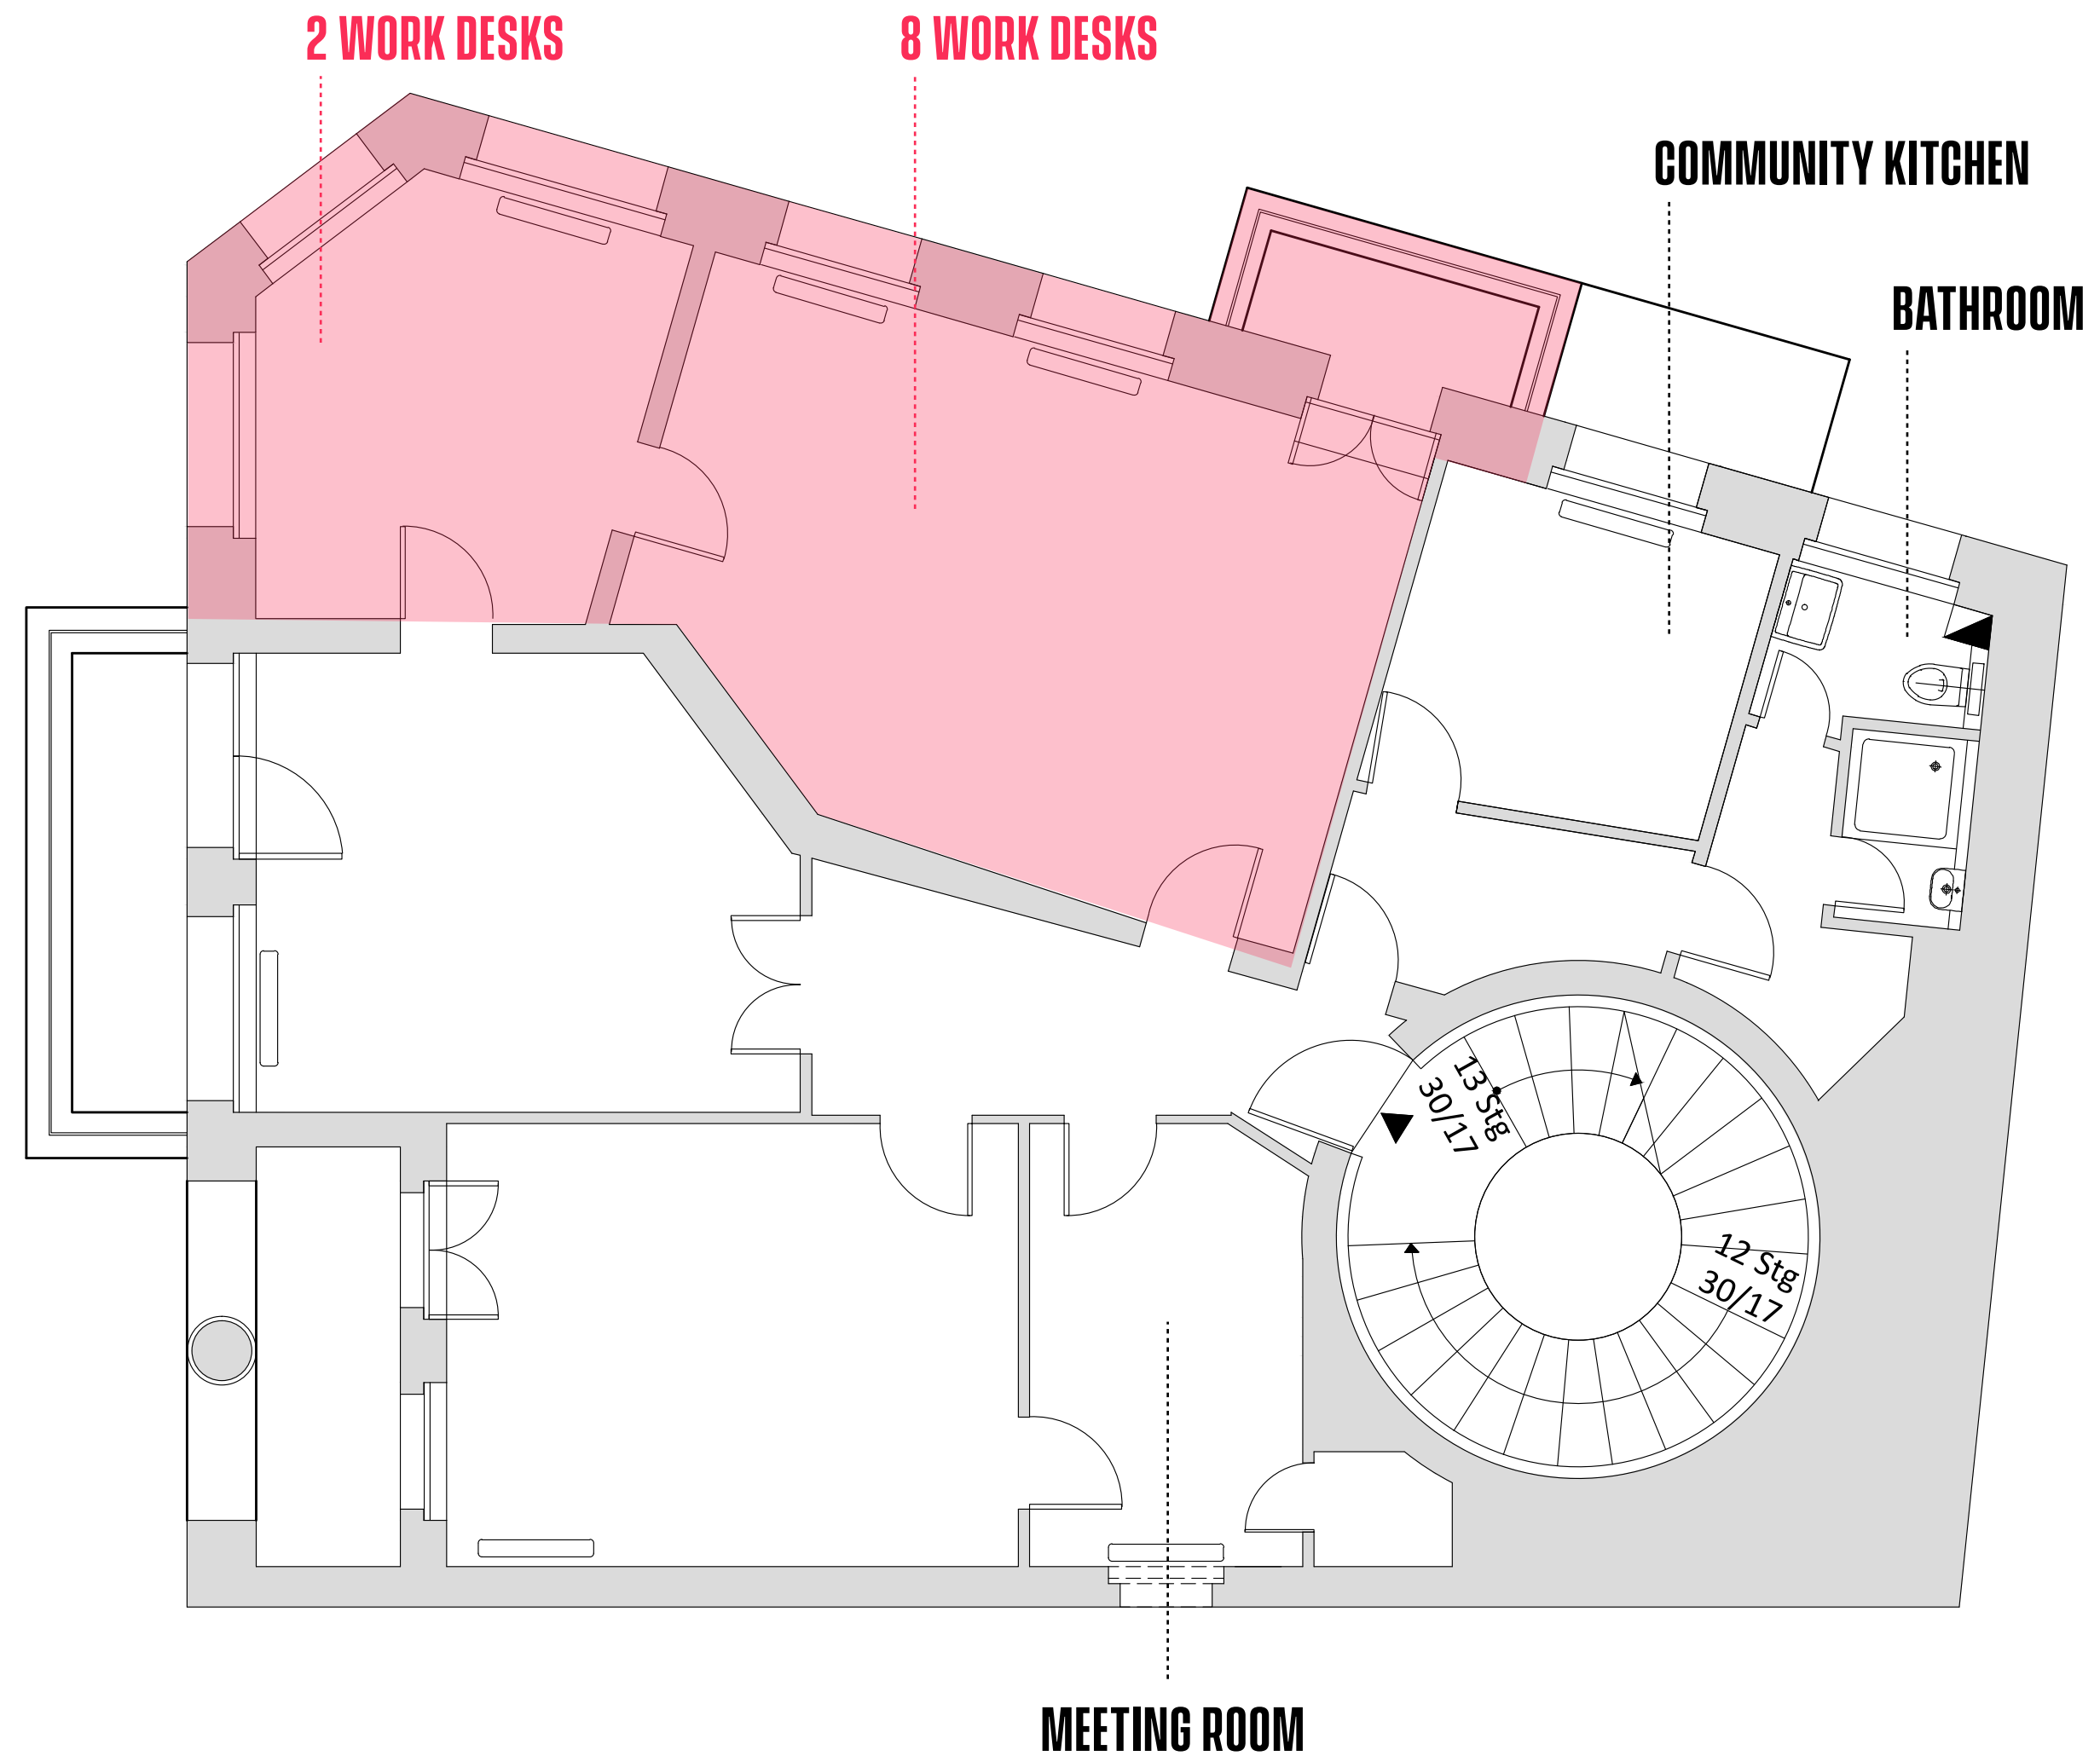 2 WORK DESKS
8 WORK DESKS
COMMUNITY KITCHEN
BATHROOM
13 Stg
30/17
12 Stg
30/17
MEETING ROOM